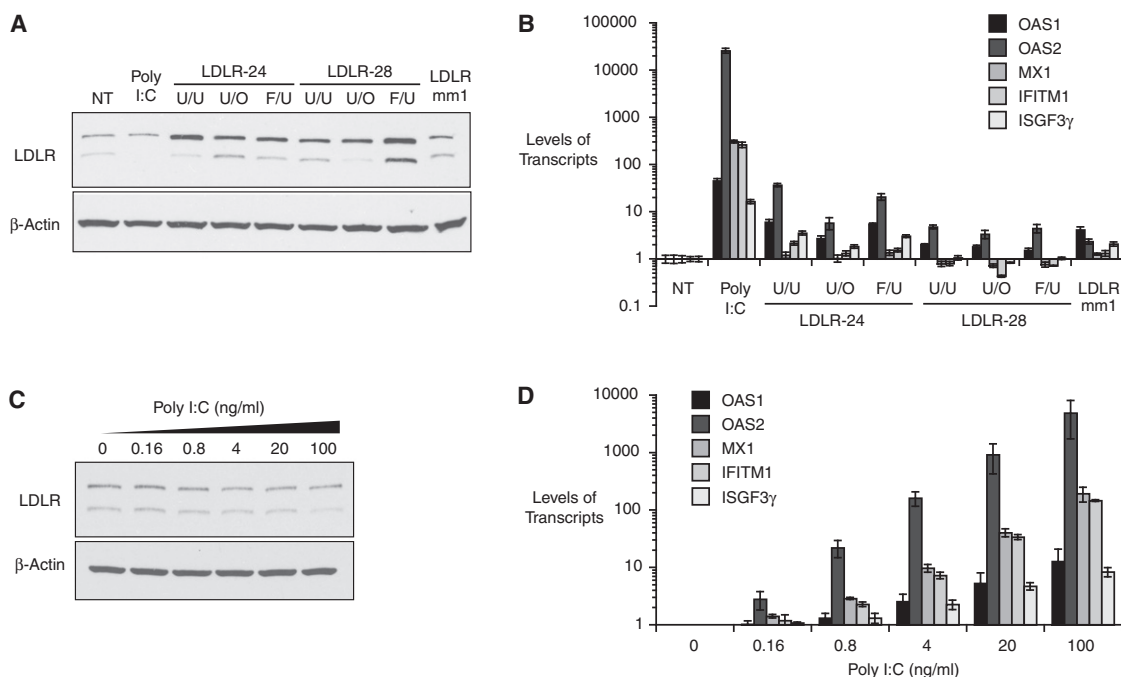 A
Poly
I:C
LDLR-24
LDLR-28
LDLR
mm1
NT
U/U
U/O
F/U
U/U
U/O
F/U
LDLR
β-Actin
B
100000
10000
1000
100
10
1
0.1
Levels of
Transcripts
OAS1
OAS2
MX1
IFITM1
ISGF3γ
NT
Poly
I:C
U/U
U/O
F/U
U/U
U/O
F/U
LDLR
mm1
LDLR-24
LDLR-28
C
Poly I:C (ng/ml)
0 0.16 0.8 4 20 100
LDLR
β-Actin
D
10000
1000
100
10
1
Levels of
Transcripts
OAS1
OAS2
MX1
IFITM1
ISGF3γ
0 0.16 0.8 4 20 100
Poly I:C (ng/ml)